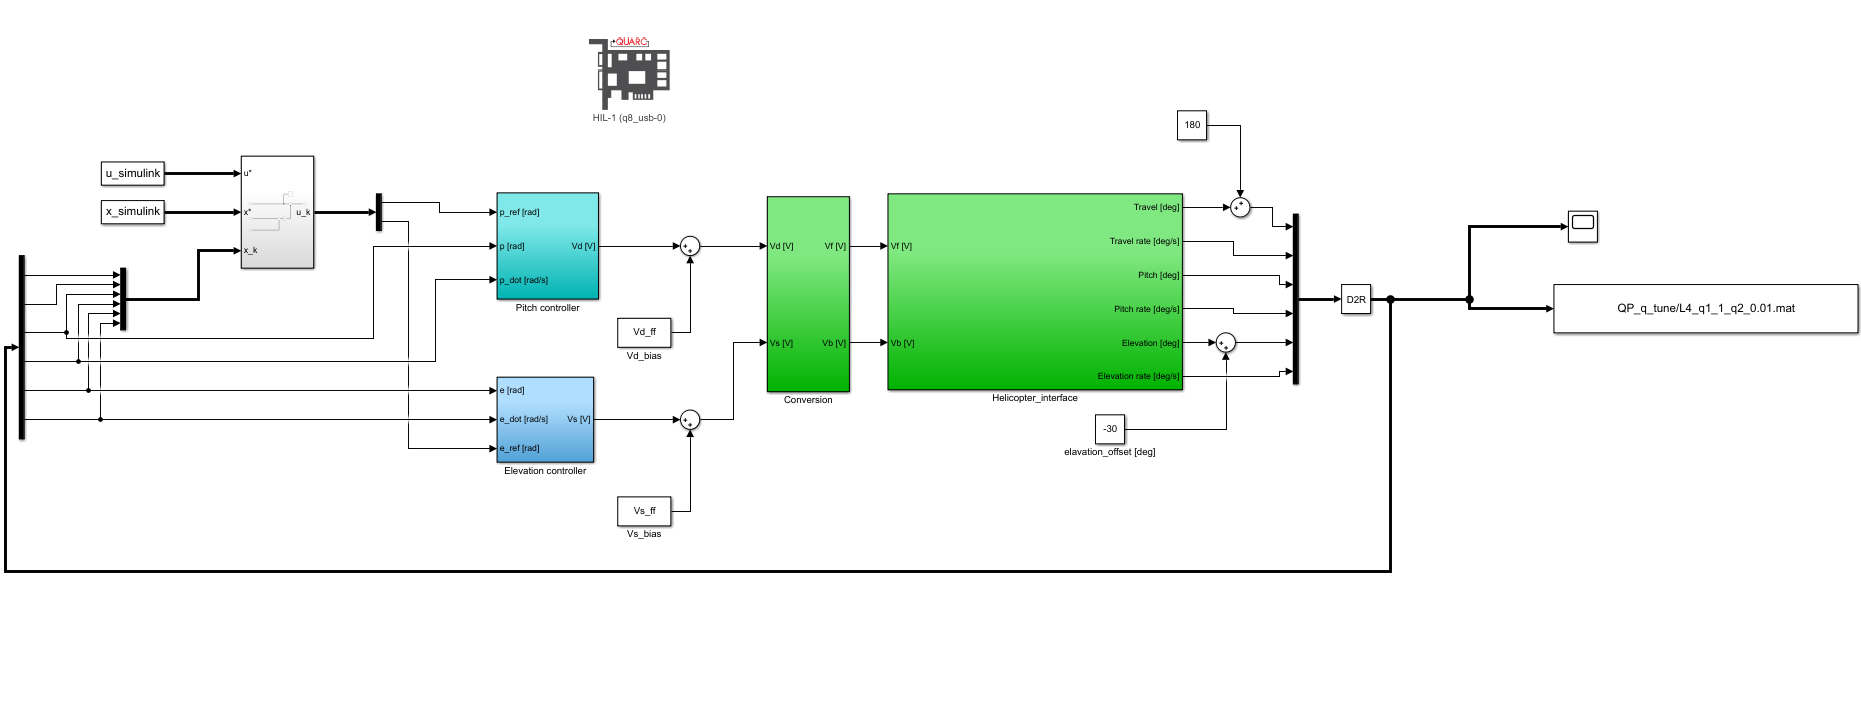 QUARC
HIL-1 (q8_usb-0)
180
u_simulink
x_simulink
u*
x*
u_k
x_k
p_ref [rad]
p [rad]
Vd [V]
p_dot [rad/s]
Pitch controller
Vd_ff
Vd_bias
e [rad]
e_dot [rad/s]
Vs [V]
e_ref [rad]
Elevation controller
Vs_ff
Vs_bias
Vd [V]
Vf [V]
Vs [V]
Vb [V]
Conversion
Vf [V]
Vb [V]
Travel [deg]
Travel rate [deg/s]
Pitch [deg]
Pitch rate [deg/s]
Elevation [deg]
Elevation rate [deg/s]
Helicopter_interface
-30
elavation_offset [deg]
D2R
QP_q_tune/L4_q1_1_q2_0.01.mat